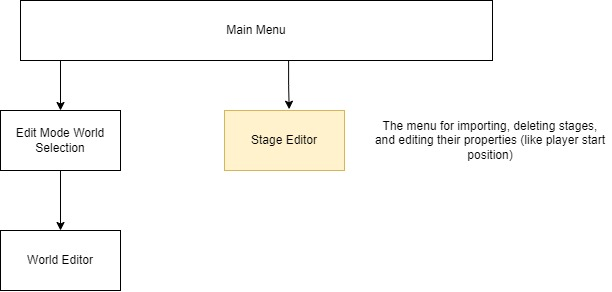 Main Menu
Edit Mode World
Selection
Stage Editor
The menu for importing, deleting stages,
and editing their properties (like player start
position)
World Editor